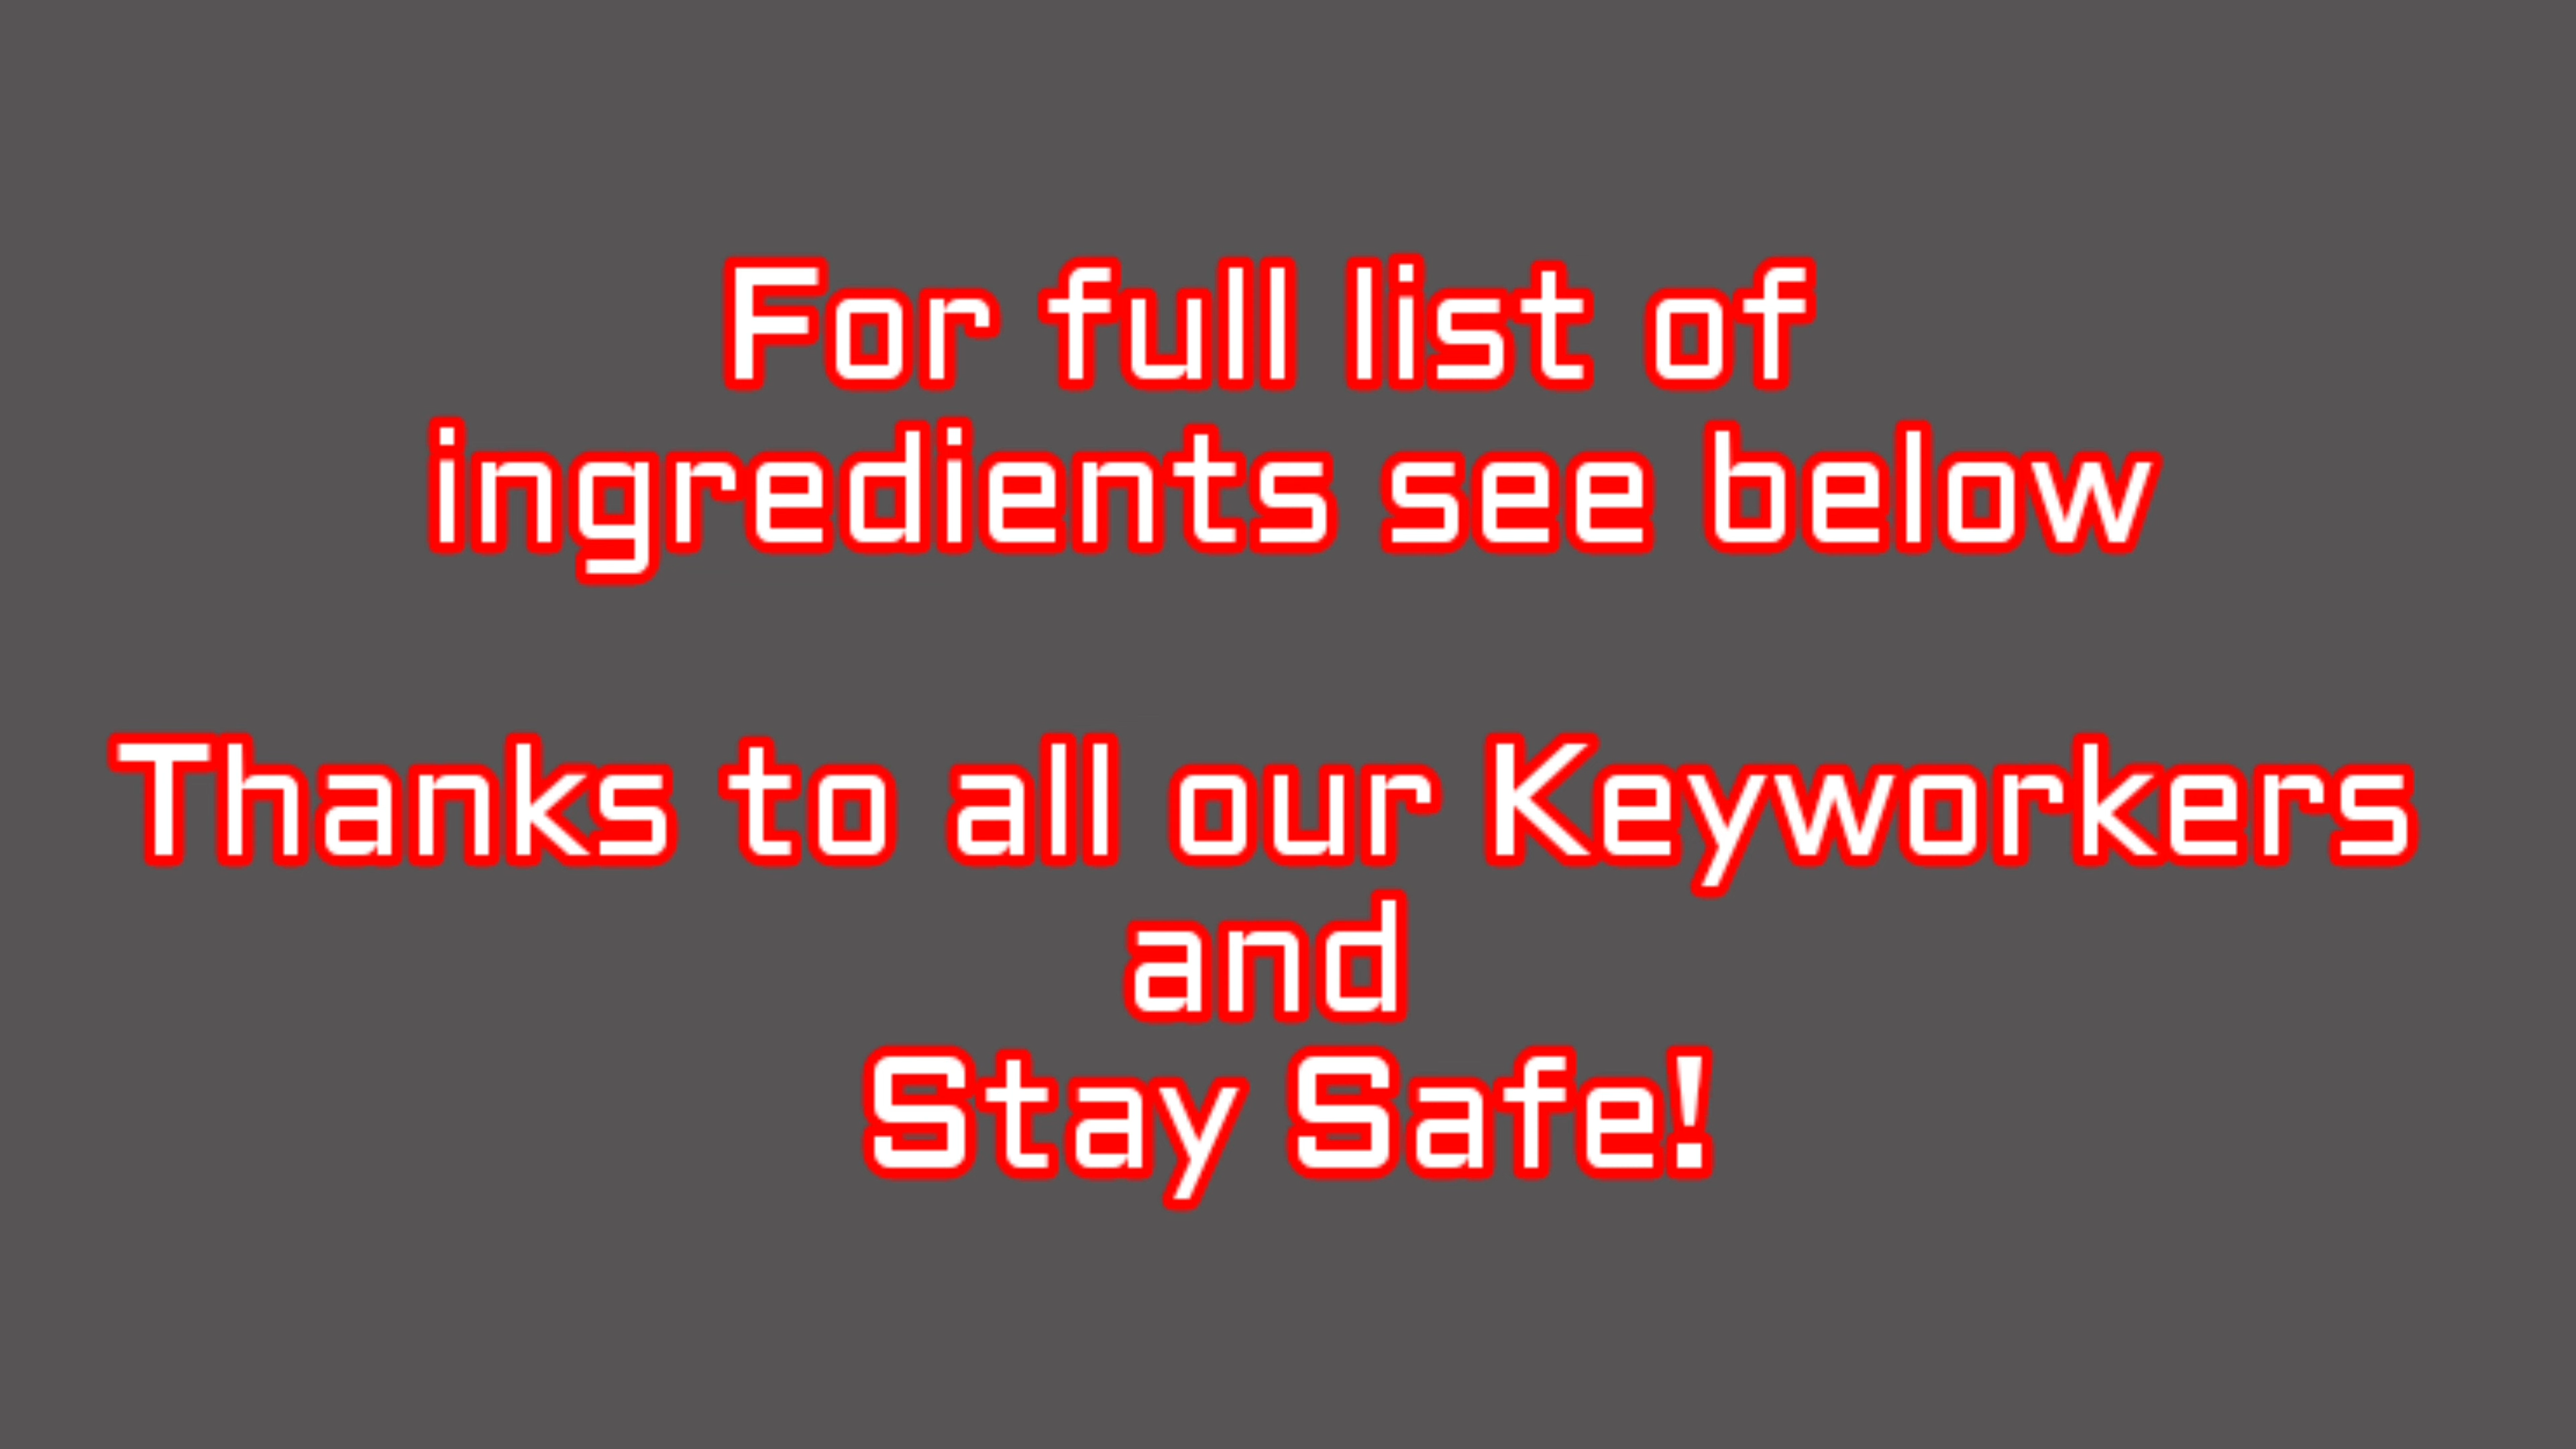 For full list of
ingredients see below
Thanks to all our Keyworkers
and
Stay Safe!